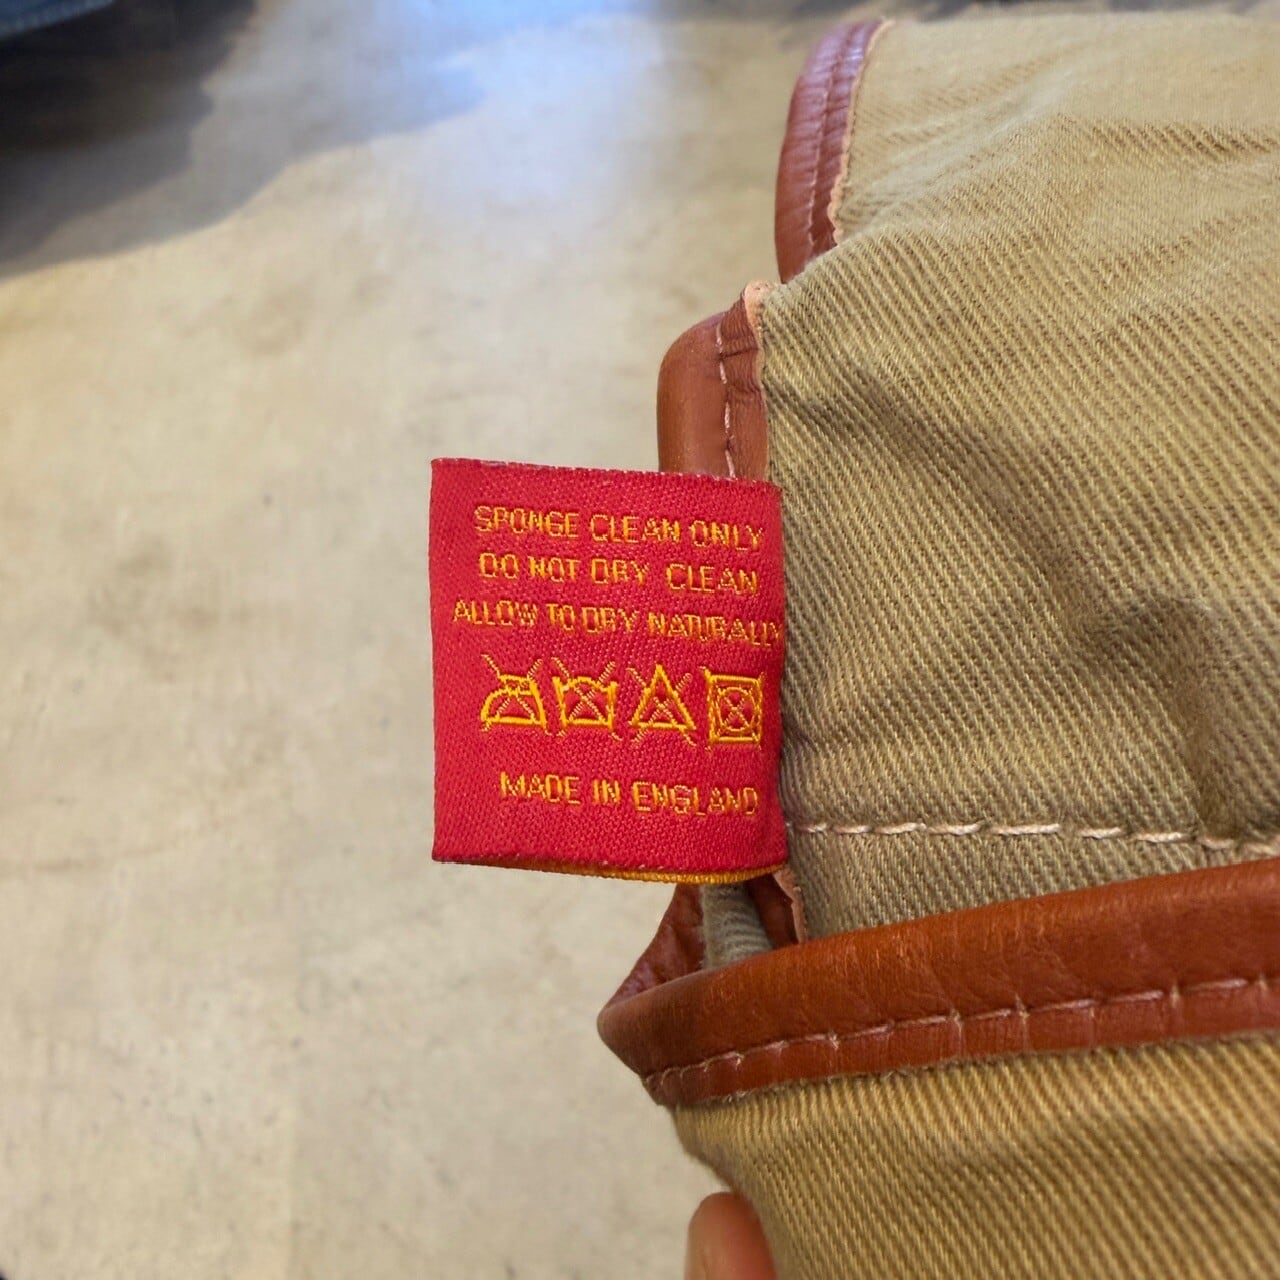 SPONGE CLEAN ONLY
DO NOT DRY CLEAN
ALLOW TO DRY NATURALLY
MADE IN ENGLAND